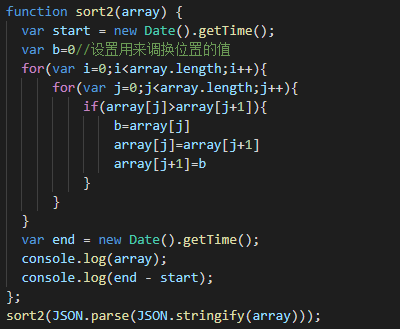 function sort2(array) {
var start = new Date().getTime();
var b=0//设置用来调换位置的值
for(var i=0;i<array.length;i++){
for(var j=0;j<array.length;j++){
if(array[j]>array[j+1]){
b=array[j]
array[j]=array[j+1]
array[j+1]=b
}
}
}
var end = new Date().getTime();
console.log(array);
console.log(end - start);
};
sort2(JSON.parse(JSON.stringify(array)));